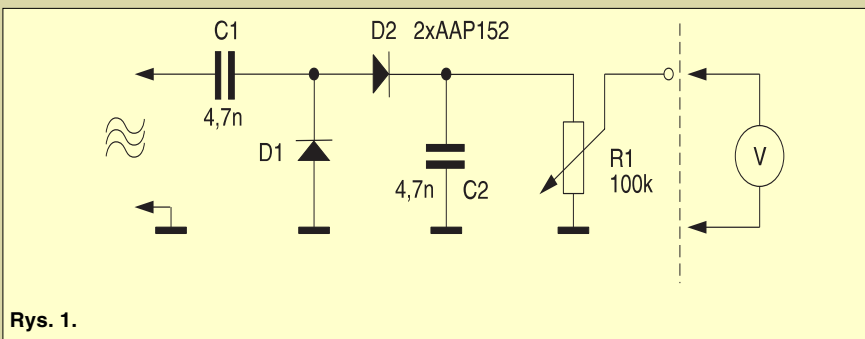 C1
D2 2xAAP152
4,7n
D1
4,7n C2
R1
100k
V
Rys. 1.